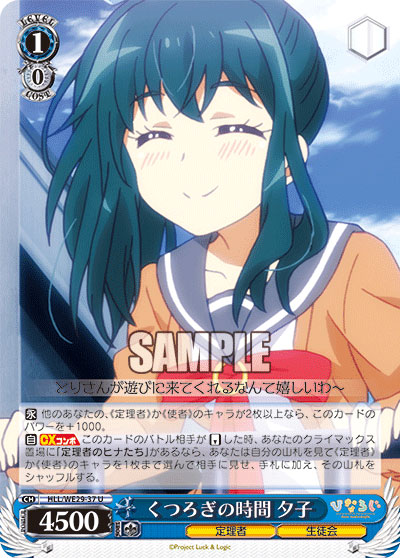 LEVEL
1
0
COST
SAMPLE
とりさんが遊びに来てくれるなんて嬉しいわ~
永 他のあなたの、《定理者》か《使者》のキャラが2枚以上なら、このカードの
パワーを+1000。
自 CXコンボ このカードのバトル相手が した時、あなたのクライマックス
置場に「定理者のヒナたち」があるなら、あなたは自分の山札を見て《定理者》
か《使者》のキャラを1枚まで選んで相手に見せ、手札に加え、その山札を
シャッフルする。
CH HLL/WE29-37 U
4500
くつろぎの時間 夕子
ひなろじ
定理者 生徒会
©Project Luck & Logic